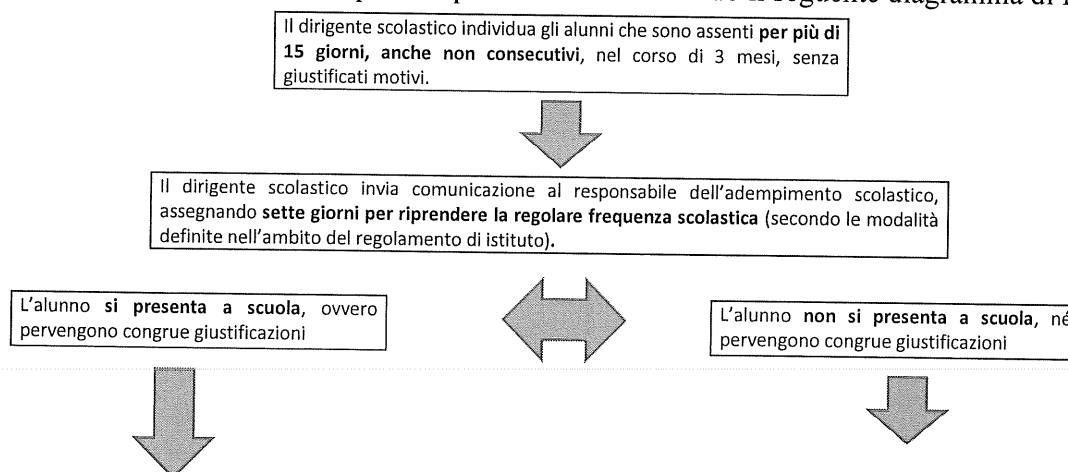 seguente diagramma di
Il dirigente scolastico individua gli alunni che sono assenti per più di
15 giorni, anche non consecutivi, nel corso di 3 mesi, senza
giustificati motivi.
Il dirigente scolastico invia comunicazione al responsabile dell'adempimento scolastico,
assegnando sette giorni per riprendere la regolare frequenza scolastica (secondo le modalità
definite nell'ambito del regolamento di istituto).
L'alunno si presenta a scuola, ovvero
pervengono congrue giustificazioni
L'alunno non si presenta a scuola, né
pervengono congrue giustificazioni